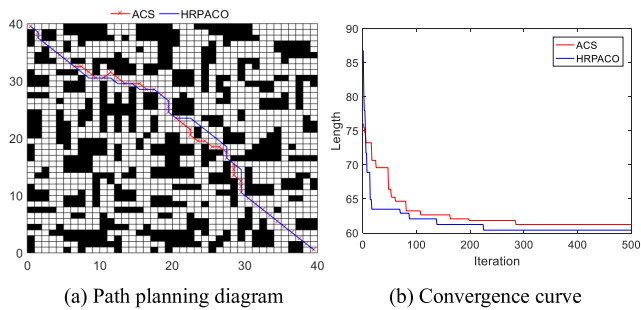 ACS HRPACO
40
30
20
10
0
0 10 20 30 40
(a) Path planning diagram
90
85
80
75
70
65
60
Length
ACS
HRPACO
0 100 200 300 400 500
Iteration
(b) Convergence curve